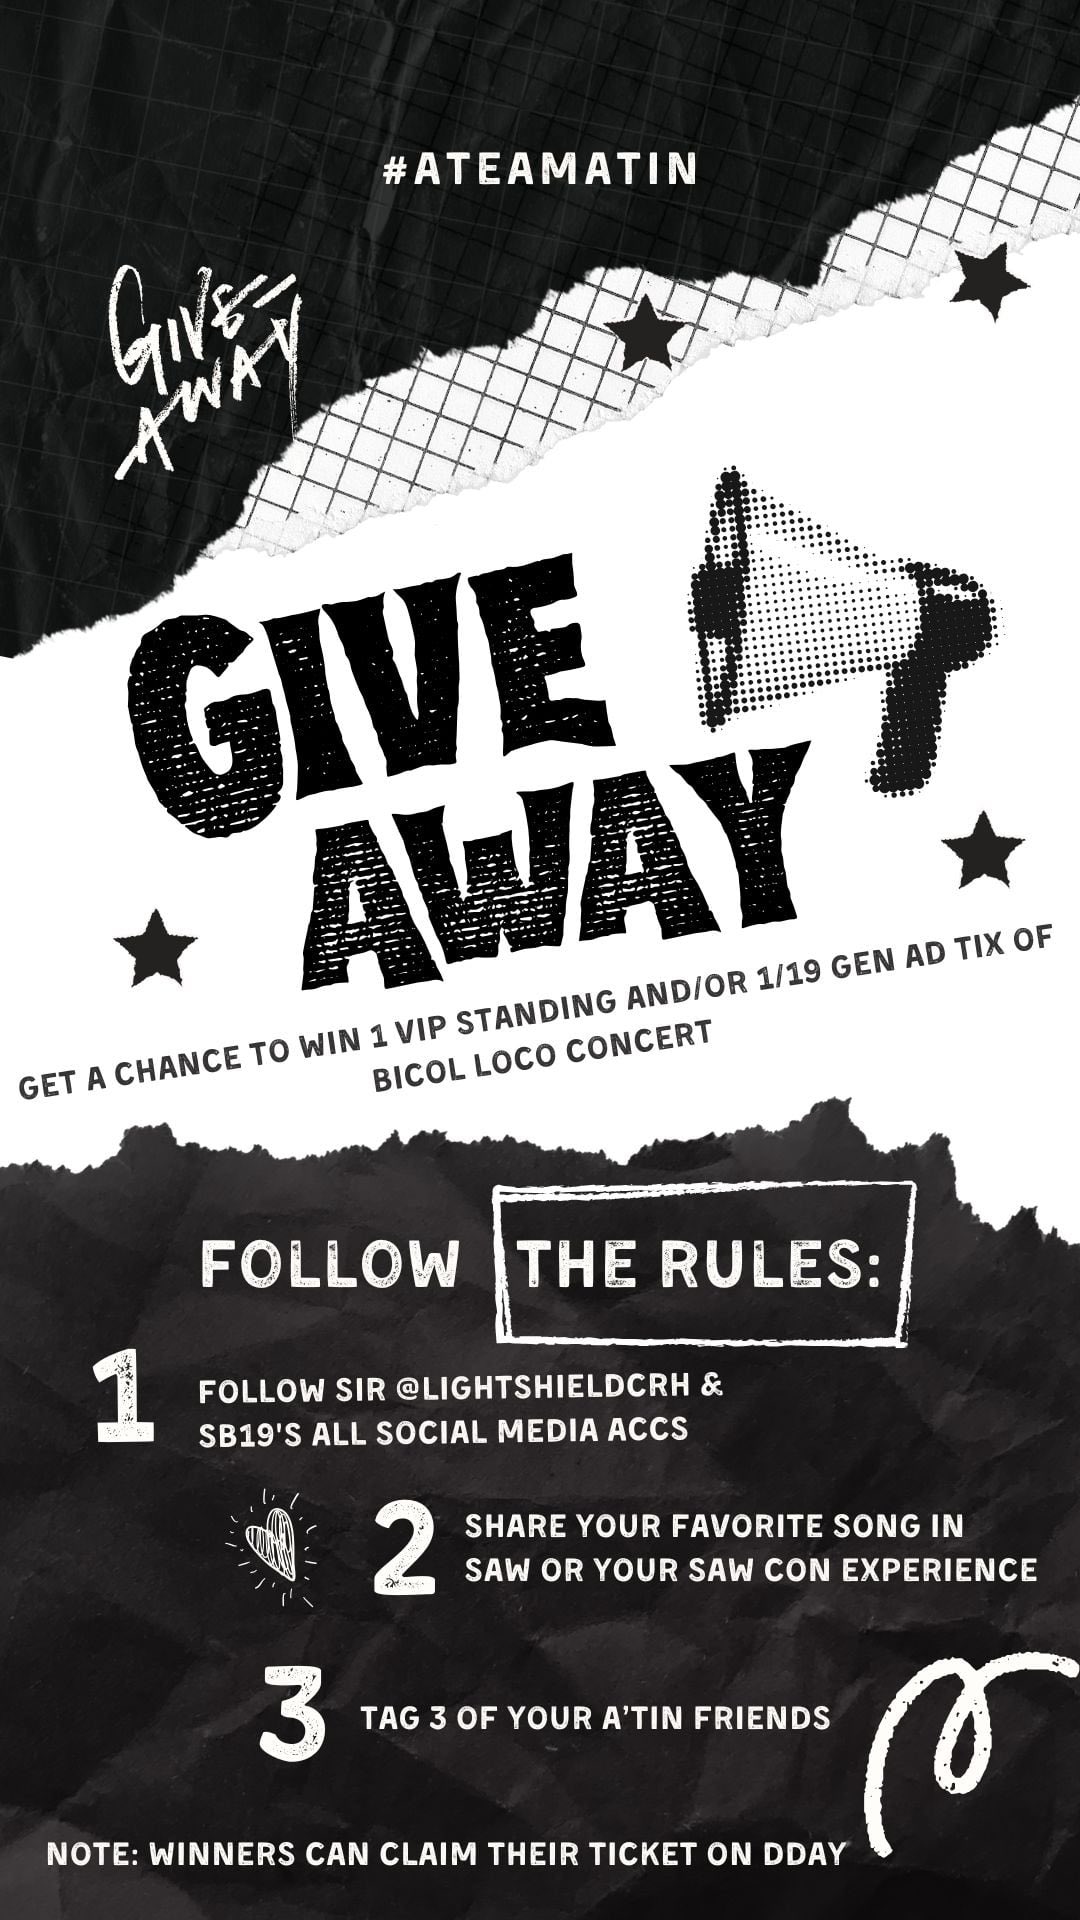 #ATEAMATIN
GIVE
AWAY
GIVE
AWAY
GET A CHANCE TO WIN 1 VIP STANDING AND/OR 1/19 GEN AD TIX OF
BICOL LOCO CONCERT
FOLLOW THE RULES:
1
FOLLOW SIR @LIGHTSHIELDCRH &
SB19'S ALL SOCIAL MEDIA ACCS
2
SHARE YOUR FAVORITE SONG IN
SAW OR YOUR SAW CON EXPERIENCE
3
TAG 3 OF YOUR A’TIN FRIENDS
NOTE: WINNERS CAN CLAIM THEIR TICKET ON DDAY